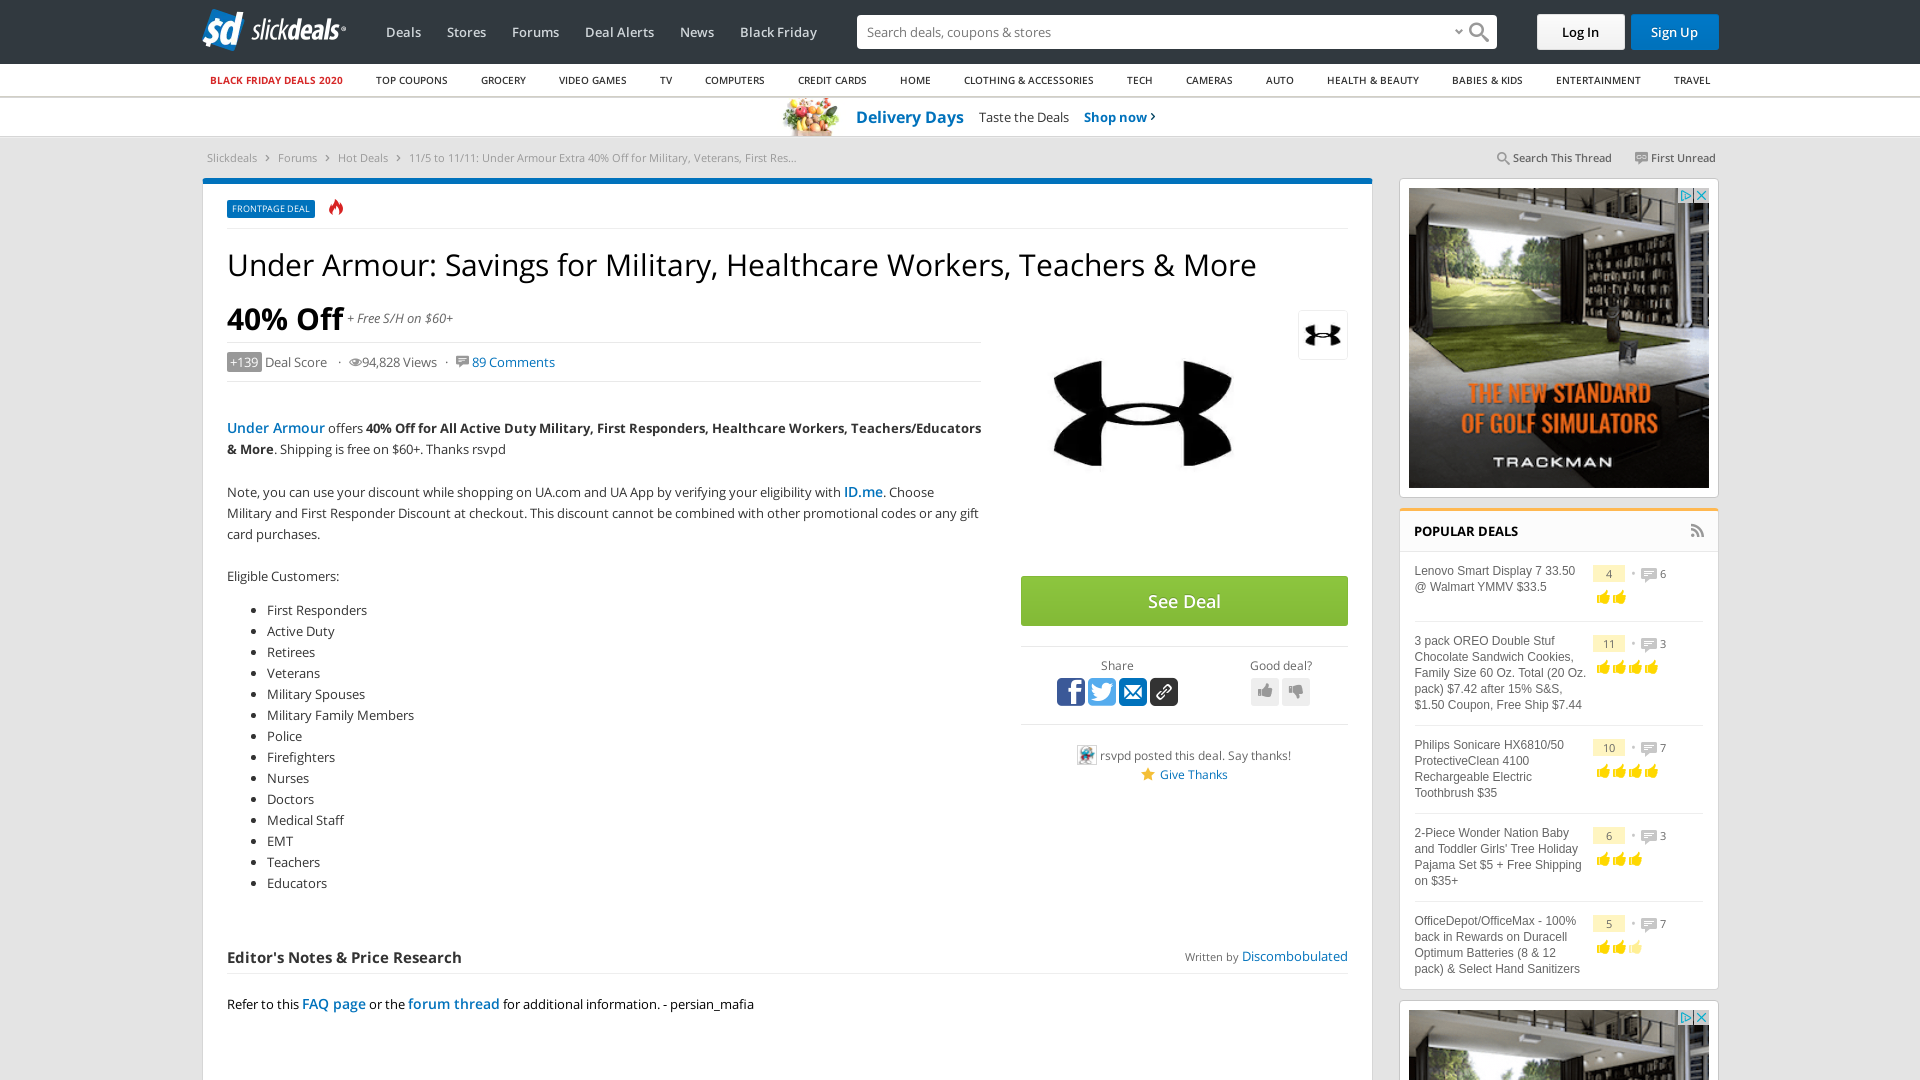 slickdeals
Deals
Stores
Forums
Deal Alerts
News
Black Friday
Search deals, coupons & stores
Log In
Sign Up
BLACK FRIDAY DEALS 2020
TOP COUPONS
GROCERY
VIDEO GAMES
TV
COMPUTERS
CREDIT CARDS
HOME
CLOTHING & ACCESSORIES
TECH
CAMERAS
AUTO
HEALTH & BEAUTY
BABIES & KIDS
ENTERTAINMENT
TRAVEL
Delivery Days Taste the Deals Shop now
Slickdeals > Forums > Hot Deals > 11/5 to 11/11: Under Armour Extra 40% Off for Military, Veterans, First Res...
Search This Thread
First Unread
FRONTPAGE DEAL
Under Armour: Savings for Military, Healthcare Workers, Teachers & More
40% Off + Free S/H on $60+
+139 Deal Score · 94,828 Views · 89 Comments
Under Armour offers 40% Off for All Active Duty Military, First Responders, Healthcare Workers, Teachers/Educators
& More. Shipping is free on $60+. Thanks rsvpd
Note, you can use your discount while shopping on UA.com and UA App by verifying your eligibility with ID.me. Choose
Military and First Responder Discount at checkout. This discount cannot be combined with other promotional codes or any gift
card purchases.
Eligible Customers:
First Responders
Active Duty
Retirees
Veterans
Military Spouses
Military Family Members
Police
Firefighters
Nurses
Doctors
Medical Staff
EMT
Teachers
Educators
See Deal
Share
Good deal?
rsvpd posted this deal. Say thanks!
Give Thanks
Editor's Notes & Price Research
Written by Discombobulated
Refer to this FAQ page or the forum thread for additional information. - persian_mafia
THE NEW STANDARD
OF GOLF SIMULATORS
TRACKMAN
POPULAR DEALS
Lenovo Smart Display 7 33.50
@ Walmart YMMV $33.5
4 · 6
3 pack OREO Double Stuf
Chocolate Sandwich Cookies,
Family Size 60 Oz. Total (20 Oz.
pack) $7.42 after 15% S&S,
$1.50 Coupon, Free Ship $7.44
11 · 3
Philips Sonicare HX6810/50
ProtectiveClean 4100
Rechargeable Electric
Toothbrush $35
10 · 7
2-Piece Wonder Nation Baby
and Toddler Girls' Tree Holiday
Pajama Set $5 + Free Shipping
on $35+
6 · 3
OfficeDepot/OfficeMax - 100%
back in Rewards on Duracell
Optimum Batteries (8 & 12
pack) & Select Hand Sanitizers
5 · 7